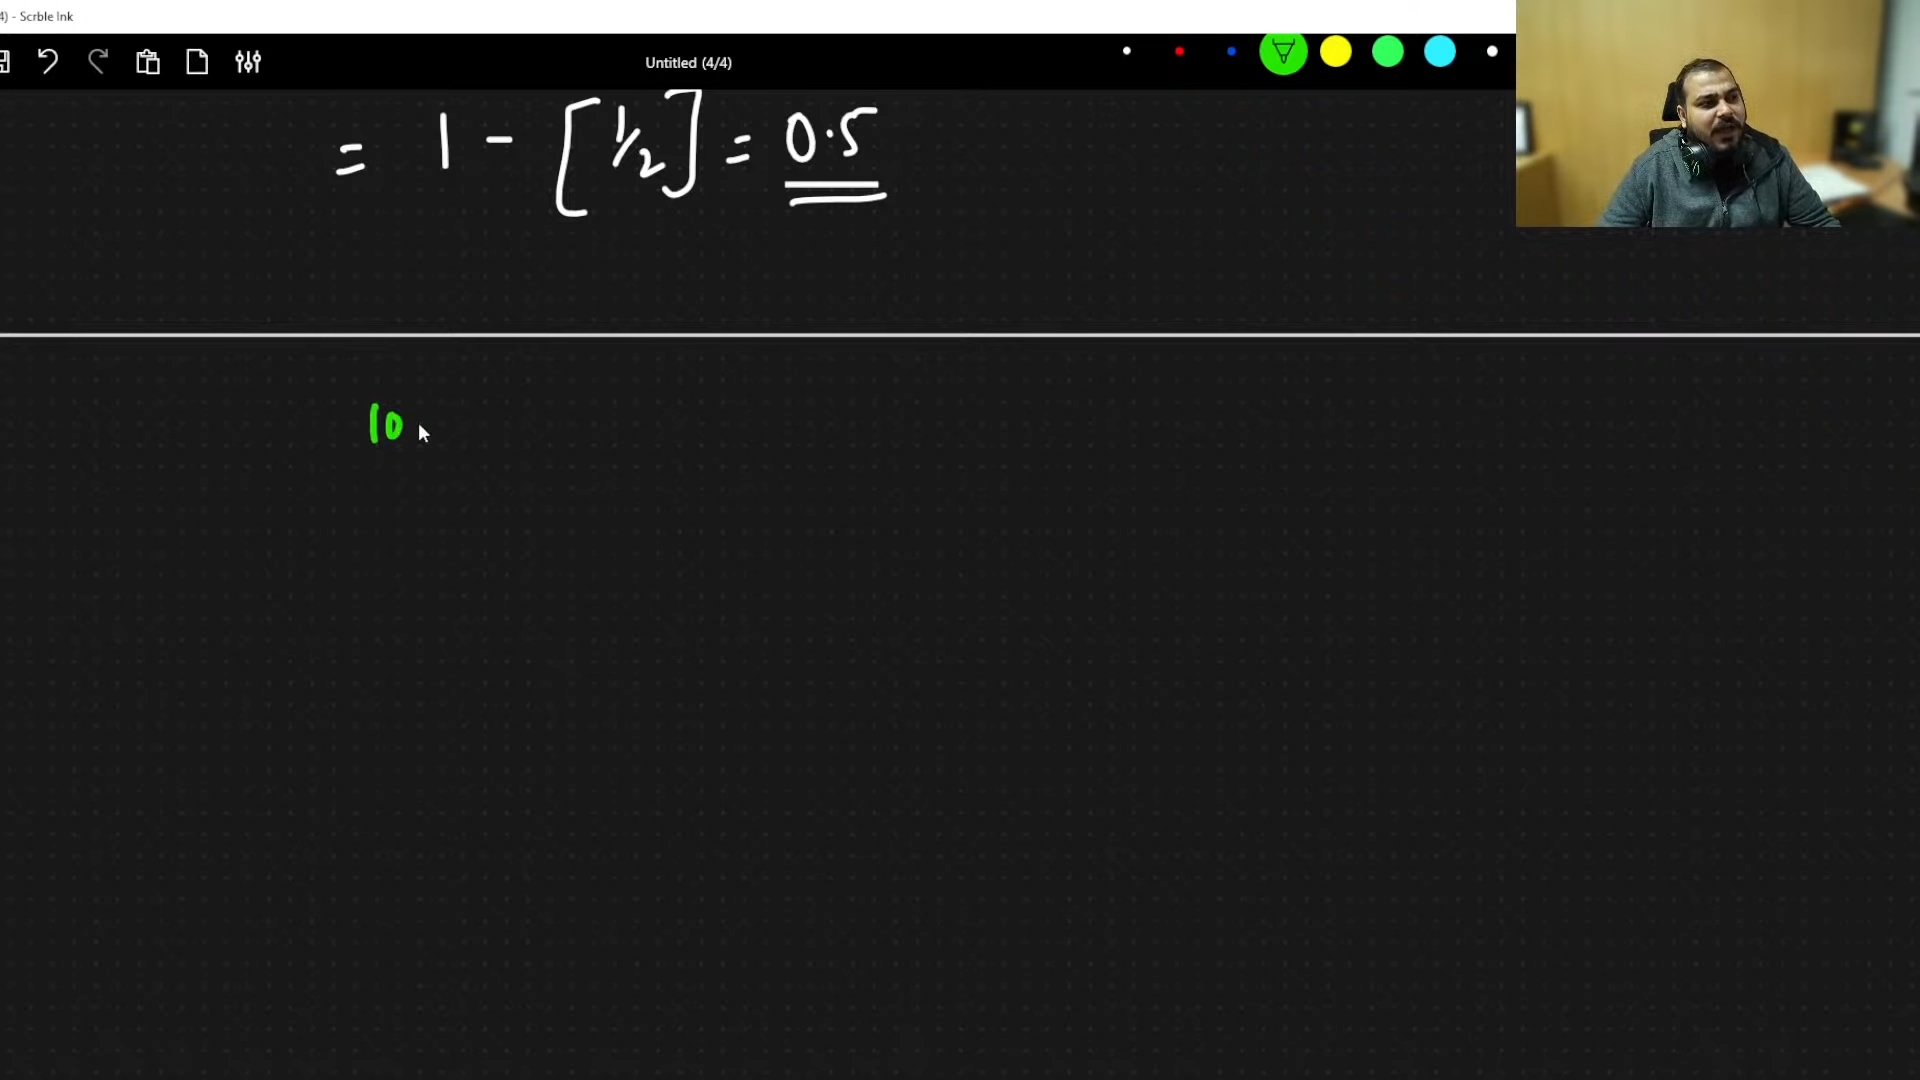 4) - Scrble Ink
Untitled (4/4)
= 1 - [1/2] = 0.5
10